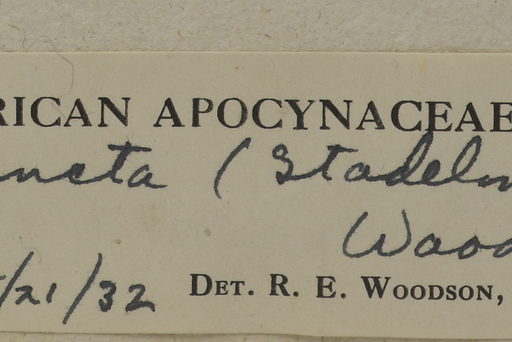 RICAN APOCYNACEAE
uncta (Stadelm
Wood
/21/32 DET. R. E. WOODSON,